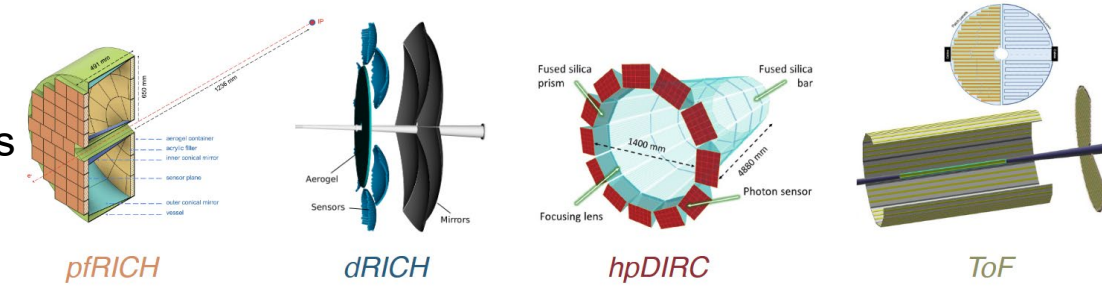 s
IP
491 mm
650 mm
1296 mm
aerogel container
acrylic filler
inner conical mirror
sensor plane
outer conical mirror
vessel
e
pfRICH
Aerogel
Sensors
Mirrors
dRICH
Fused silica
prism
Fused silica
bar
1400 mm
4880 mm
Focusing lens
Photon sensor
hpDIRC
ToF